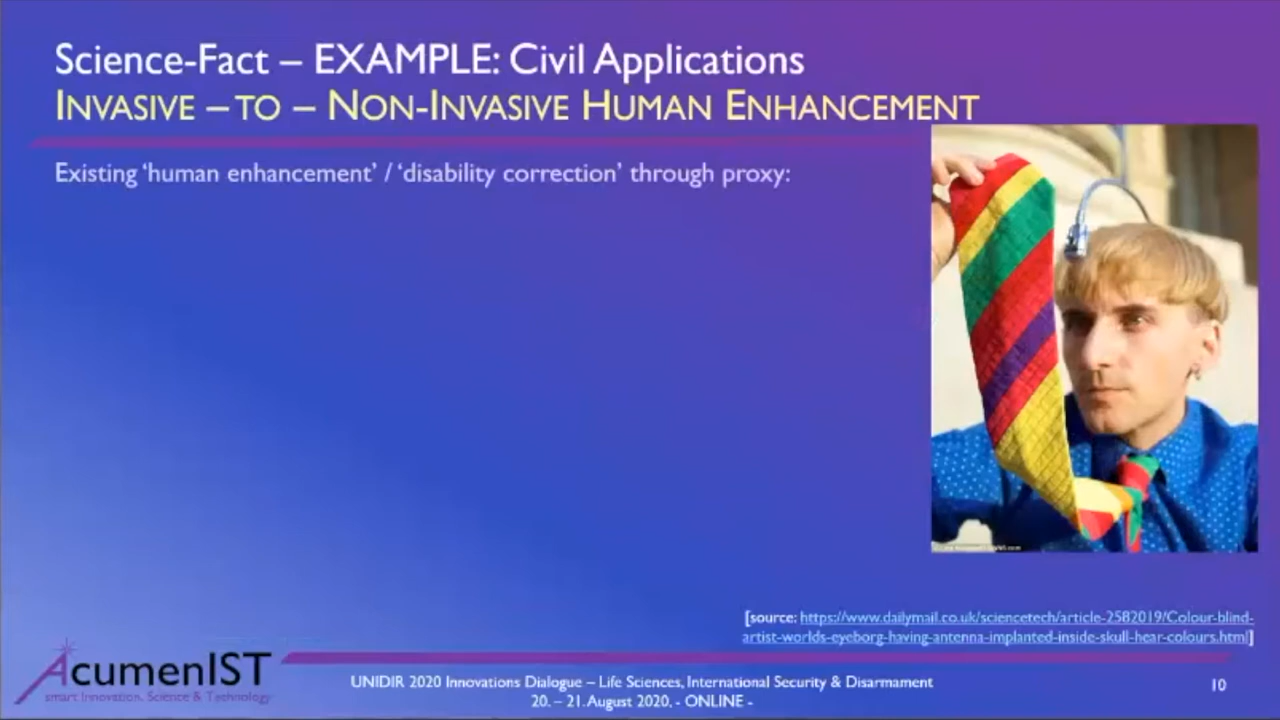 Science-Fact – EXAMPLE: Civil Applications
INVASIVE – TO – NON-INVASIVE HUMAN ENHANCEMENT
Existing ‘human enhancement’ / ‘disability correction’ through proxy:
[source: https://www.dailymail.co.uk/sciencetech/article-2582019/Colour-blind-
artist-worlds-eyeborg-having-antenna-implanted-inside-skull-hear-colours.html]
AcumenIST
smart Innovation, Science & Technology
UNIDIR 2020 Innovations Dialogue – Life Sciences, International Security & Disarmament
20. – 21. August 2020, - ONLINE -
10